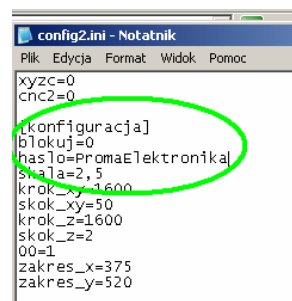 config2.ini - Notatnik
Plik Edycja Format Widok Pomoc
xyzc=0
cnc2=0
[konfiguracja]
blokuj=0
haslo=PromaElektronika
skala=2,5
krok_xy=1600
skok_xy=50
krok_z=1600
skok_z=2
00=1
zakres_x=375
zakres_y=520